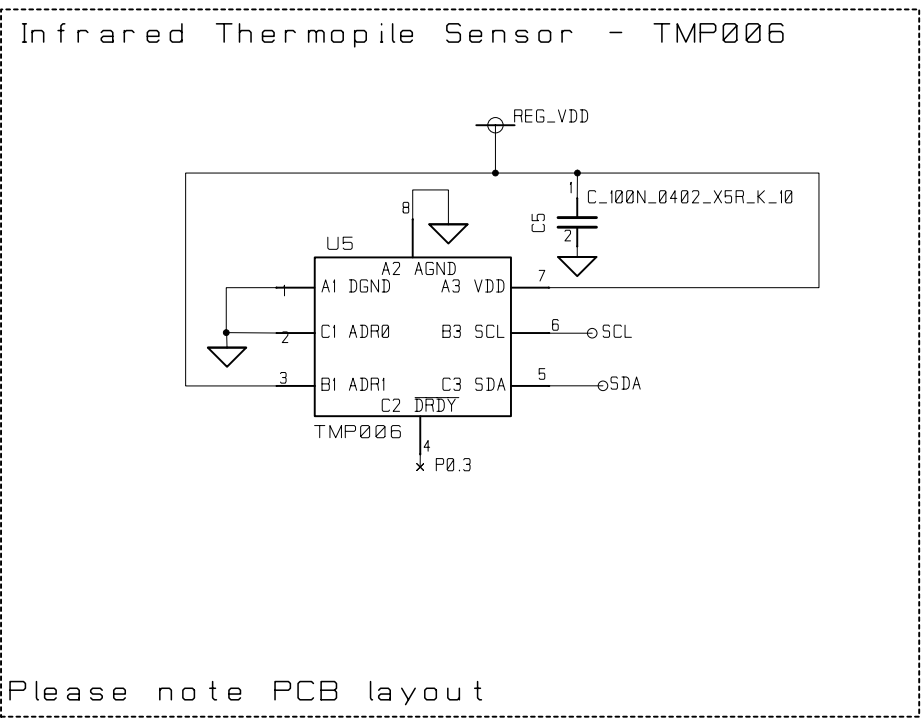 Infrared Thermopile Sensor - TMP006
REG_VDD
1
C_100N_0402_X5R_K_10
8
C5
2
U5
A2 AGND
1
A1 DGND
A3 VDD
7
2
C1 ADR0
B3 SCL
6
SCL
3
B1 ADR1
C3 SDA
5
SDA
C2 DRDY
TMP006
4
P0.3
Please note PCB layout